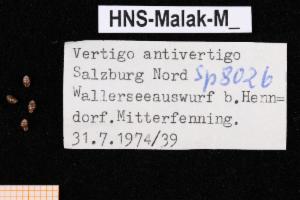 HNS-Malak-M_
Vertigo antivertigo
Salzburg Nord Sp8026
Wallerseeauswurf b.Henn=
dorf.Mitterfenning.
31.7.1974/39